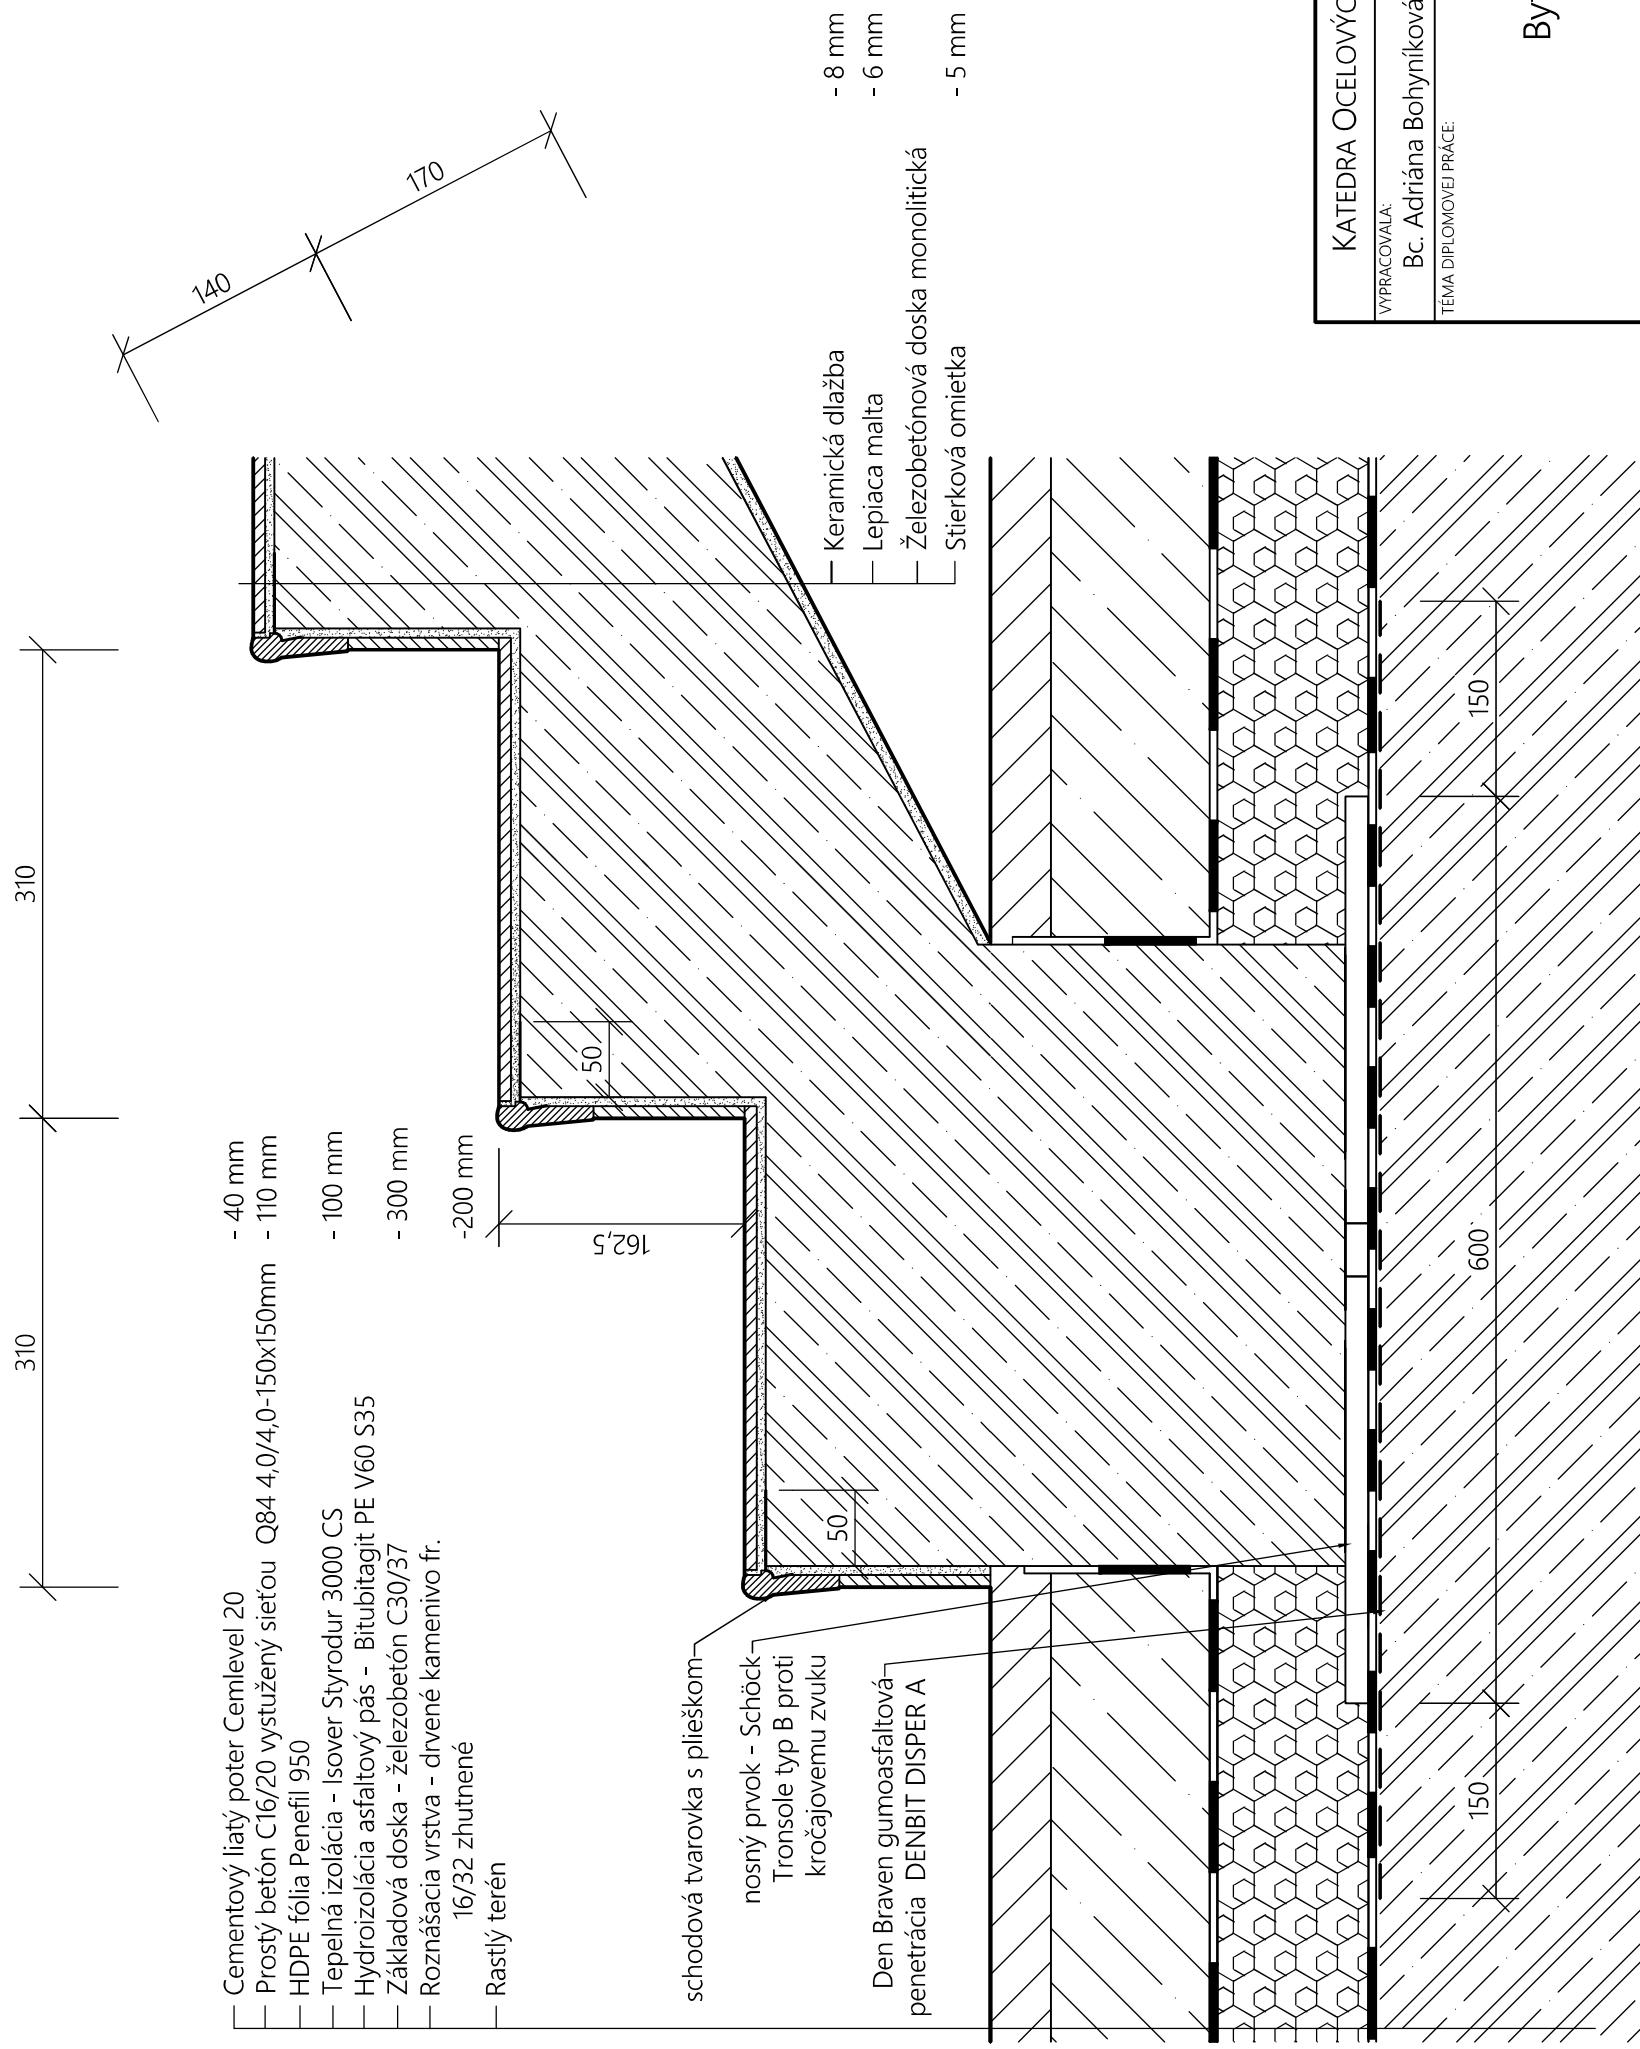 310
310
140
170
Cementový liatý poter Cemlevel 20 - 40 mm
Prostý betón C16/20 vystužený sieťou Q84 4,0/4,0-150x150mm - 110 mm
HDPE fólia Penefil 950
Tepelná izolácia - Isover Styrodur 3000 CS - 100 mm
Hydroizolácia asfaltový pás - Bitubitagit PE V60 S35
Základová doska - železobetón C30/37 - 300 mm
Roznášacia vrstva - drvené kamenivo fr.
16/32 zhutnené -200 mm
Rastlý terén
162,5
50
50
schodová tvarovka s plieškom
nosný prvok - Schöck
Tronsole typ B proti
kročajovemu zvuku
Den Braven gumoasfaltová
penetrácia DENBIT DISPER A
Keramická dlažba - 8 mm
Lepiaca malta - 6 mm
Železobetónová doska monolitická
Stierková omietka - 5 mm
150
600
150
KATEDRA OCELOVÝC
VYPRACOVALA:
Bc. Adriána Bohyníková
TÉMA DIPLOMOVEJ PRÁCE: